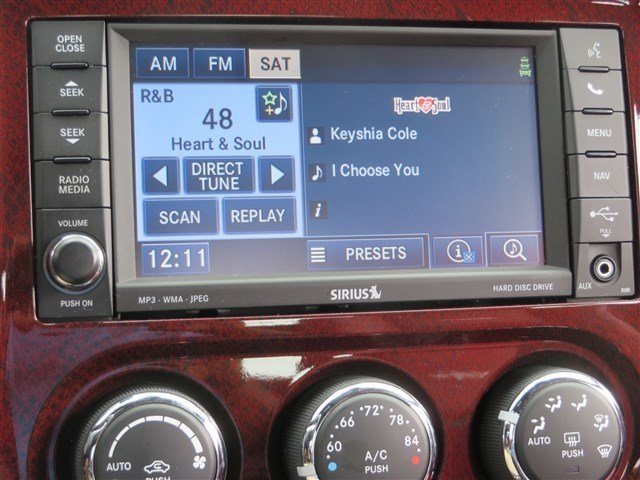 OPEN
CLOSE
SEEK
SEEK
RADIO
MEDIA
VOLUME
PUSH ON
AM
FM
SAT
R&B
48
Heart & Soul
DIRECT
TUNE
SCAN
REPLAY
12:11
Heart & Soul
Keyshia Cole
I Choose You
i
PRESETS
i
MP3 · WMA · JPEG
SIRIUS
HARD DISC DRIVE
MENU
NAV
PULL
AUX
RHR
AUTO
60
66
72
78
84
A/C
PUSH
AUTO
PUSH